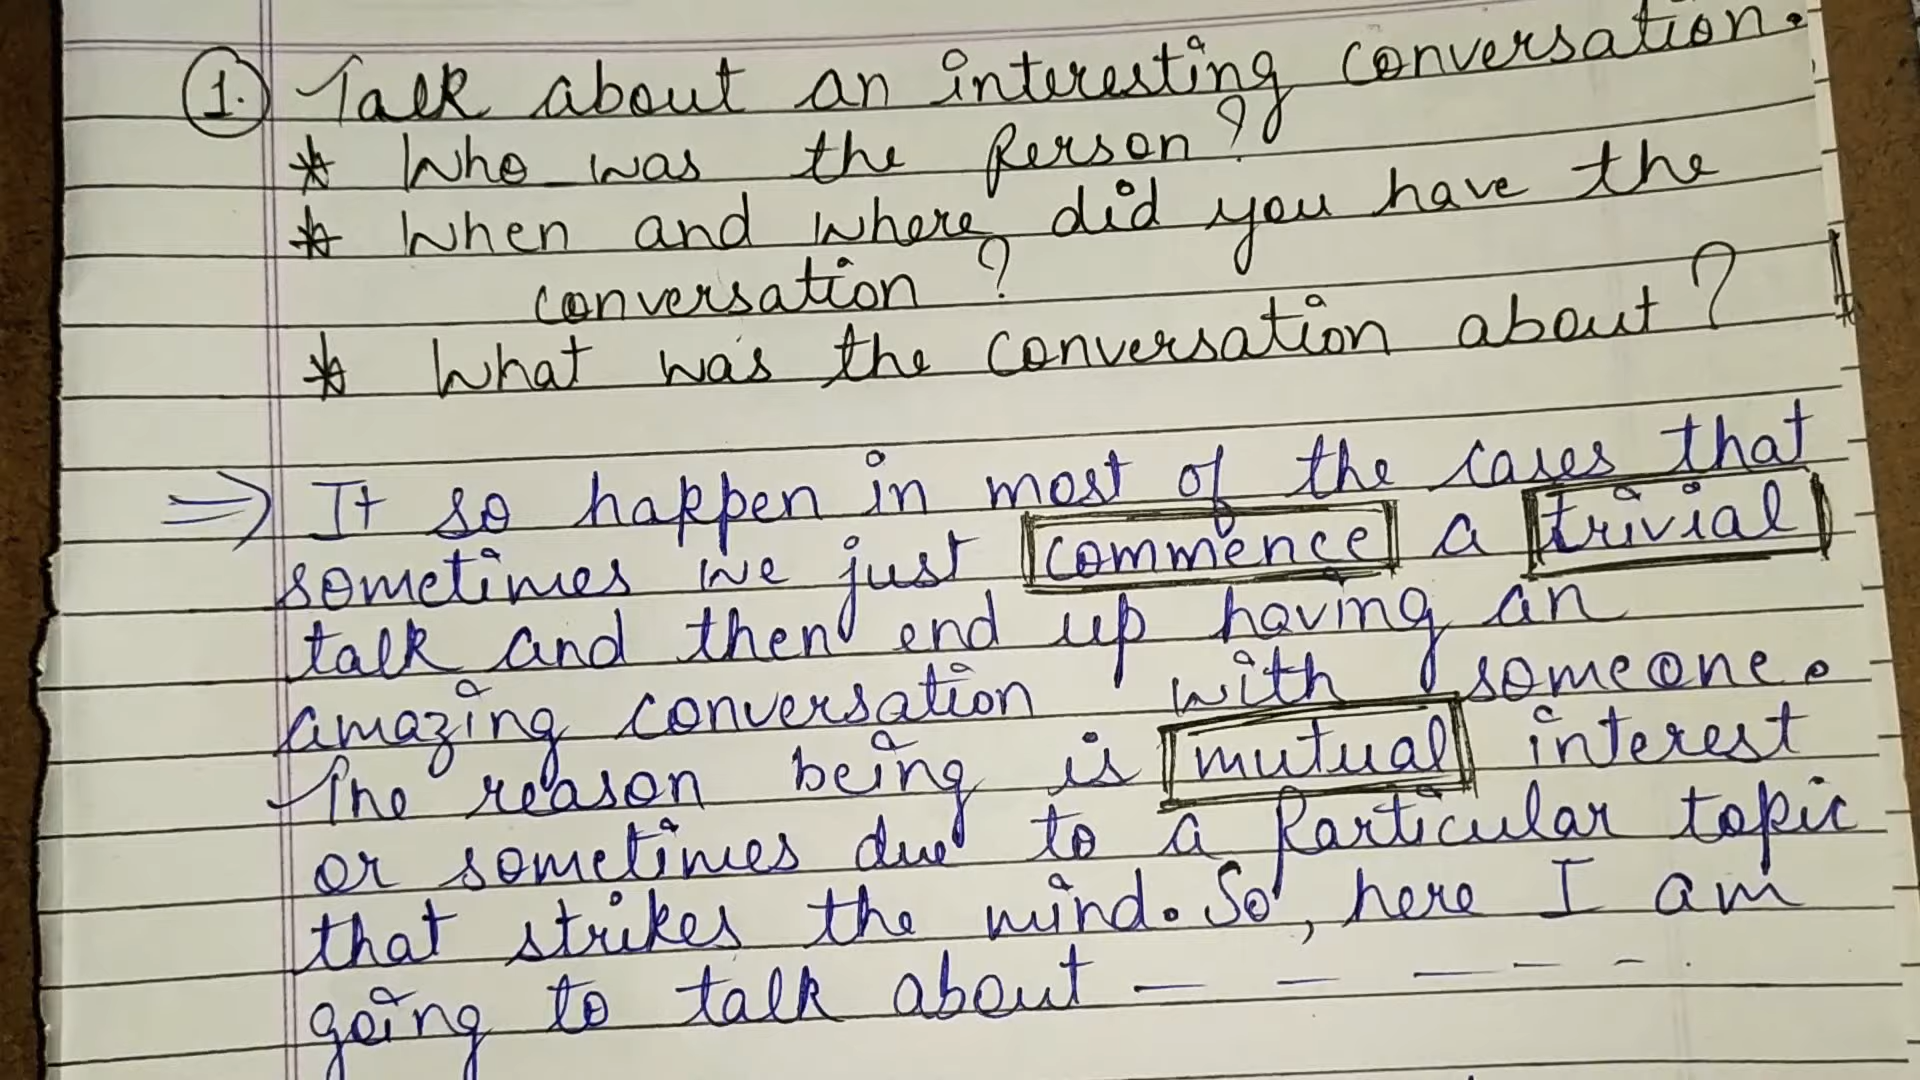 1. Talk about an interesting conversation.
* Who was the Person?
* When and where did you have the
conversation?
* What was the conversation about?
⇒ It so happen in most of the cases that
sometimes we just commence a trivial
talk and then end up having an
amazing conversation with someone.
The reason being is mutual interest
or sometimes due to a Particular topic
that strikes the mind. So, here I am
going to talk about — — — — - .